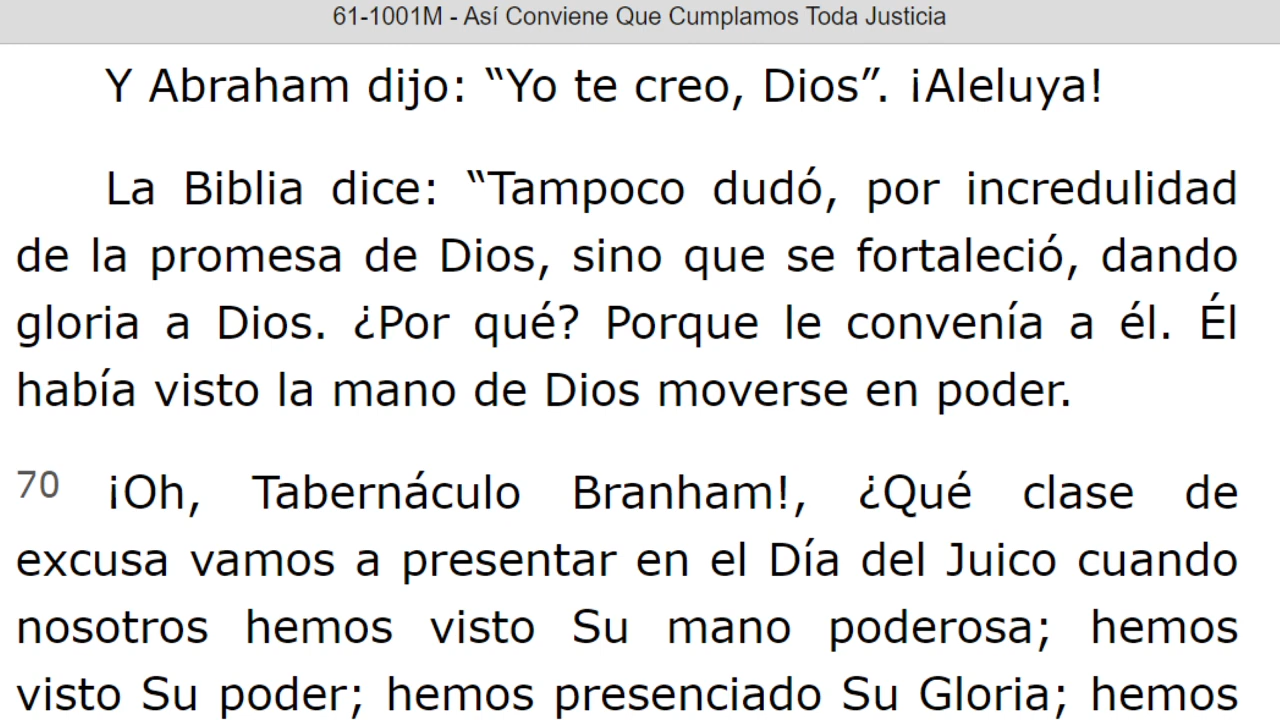 61-1001M - Así Conviene Que Cumplamos Toda Justicia
Y Abraham dijo: “Yo te creo, Dios”. ¡Aleluya!
La Biblia dice: “Tampoco dudó, por incredulidad
de la promesa de Dios, sino que se fortaleció, dando
gloria a Dios. ¿Por qué? Porque le convenía a él. Él
había visto la mano de Dios moverse en poder.
70 ¡Oh, Tabernáculo Branham!, ¿Qué clase de
excusa vamos a presentar en el Día del Juico cuando
nosotros hemos visto Su mano poderosa; hemos
visto Su poder; hemos presenciado Su Gloria; hemos